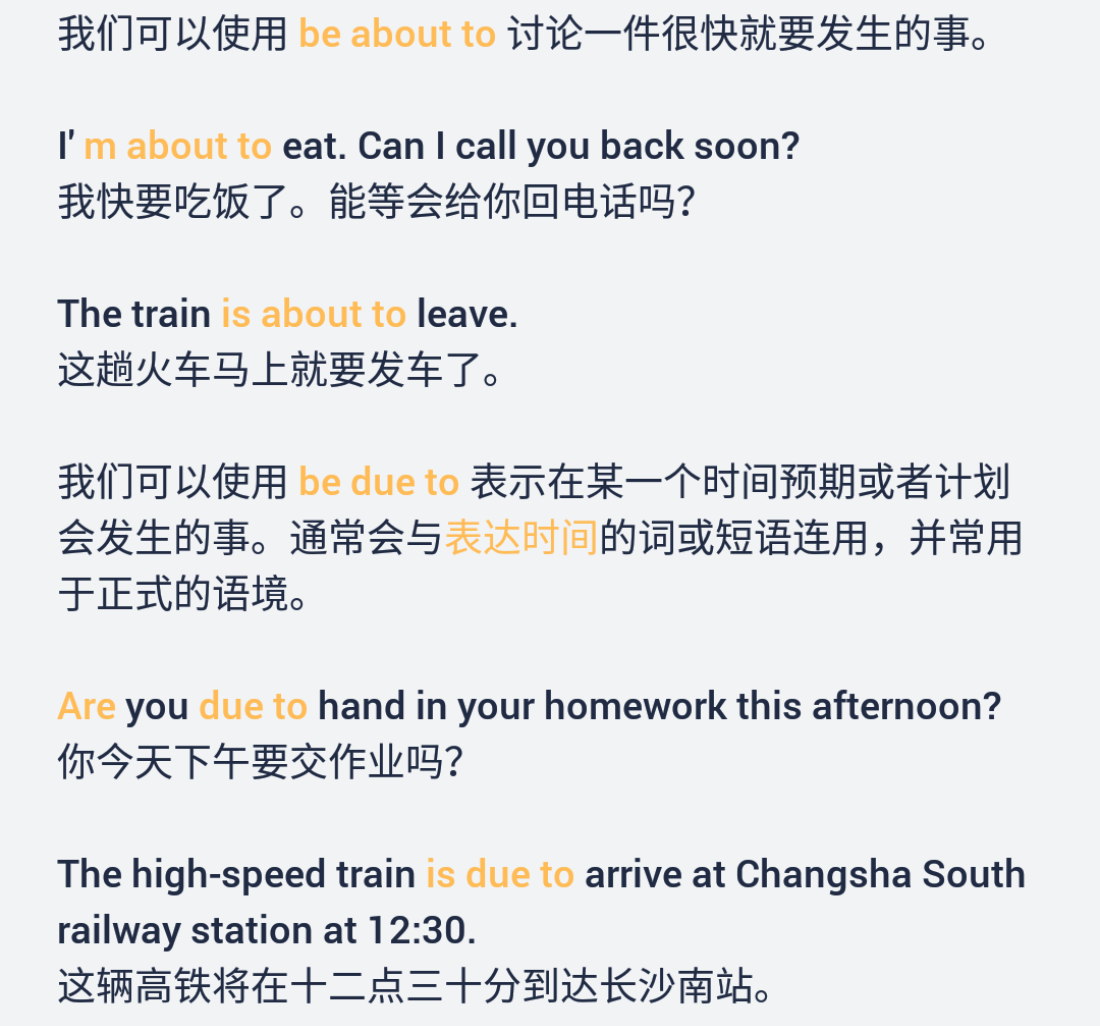 我们可以使用 be about to 讨论一件很快就要发生的事。
I' m about to eat. Can I call you back soon?
我快要吃饭了。能等会给你回电话吗？
The train is about to leave.
这趟火车马上就要发车了。
我们可以使用 be due to 表示在某一个时间预期或者计划
会发生的事。通常会与表达时间的词或短语连用，并常用
于正式的语境。
Are you due to hand in your homework this afternoon?
你今天下午要交作业吗？
The high-speed train is due to arrive at Changsha South
railway station at 12:30.
这辆高铁将在十二点三十分到达长沙南站。